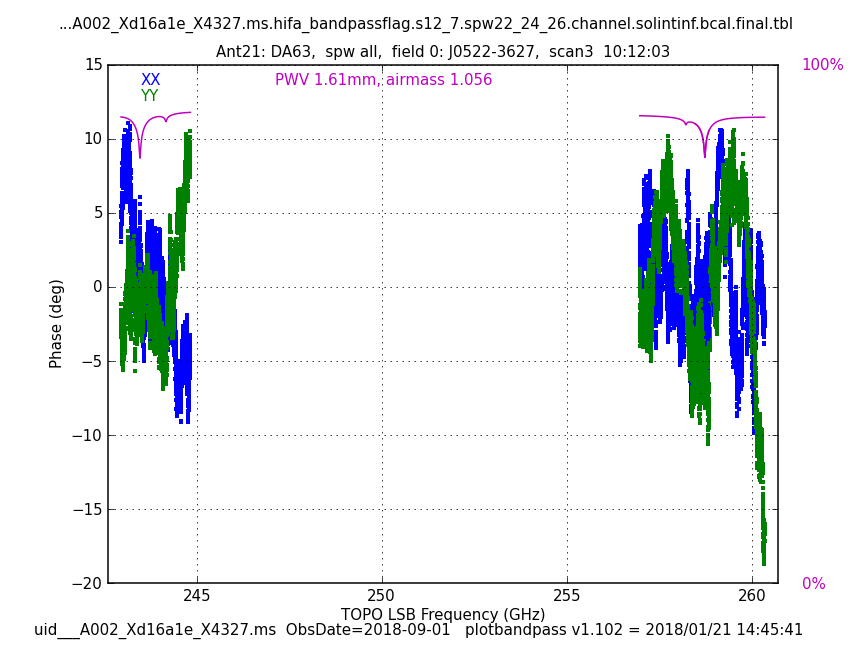 ...A002_Xd16a1e_X4327.ms.hifa_bandpassflag.s12_7.spw22_24_26.channel.solintinf.bcal.final.tbl
Ant21: DA63,  spw all,  field 0: J0522-3627,  scan3  10:12:03
15
XX
PWV 1.61mm, airmass 1.056
100%
YY
10
5
0
Phase (deg)
−5
−10
−15
−20
0%
245
250
255
260
TOPO LSB Frequency (GHz)
uid___A002_Xd16a1e_X4327.ms  ObsDate=2018-09-01   plotbandpass v1.102 = 2018/01/21 14:45:41